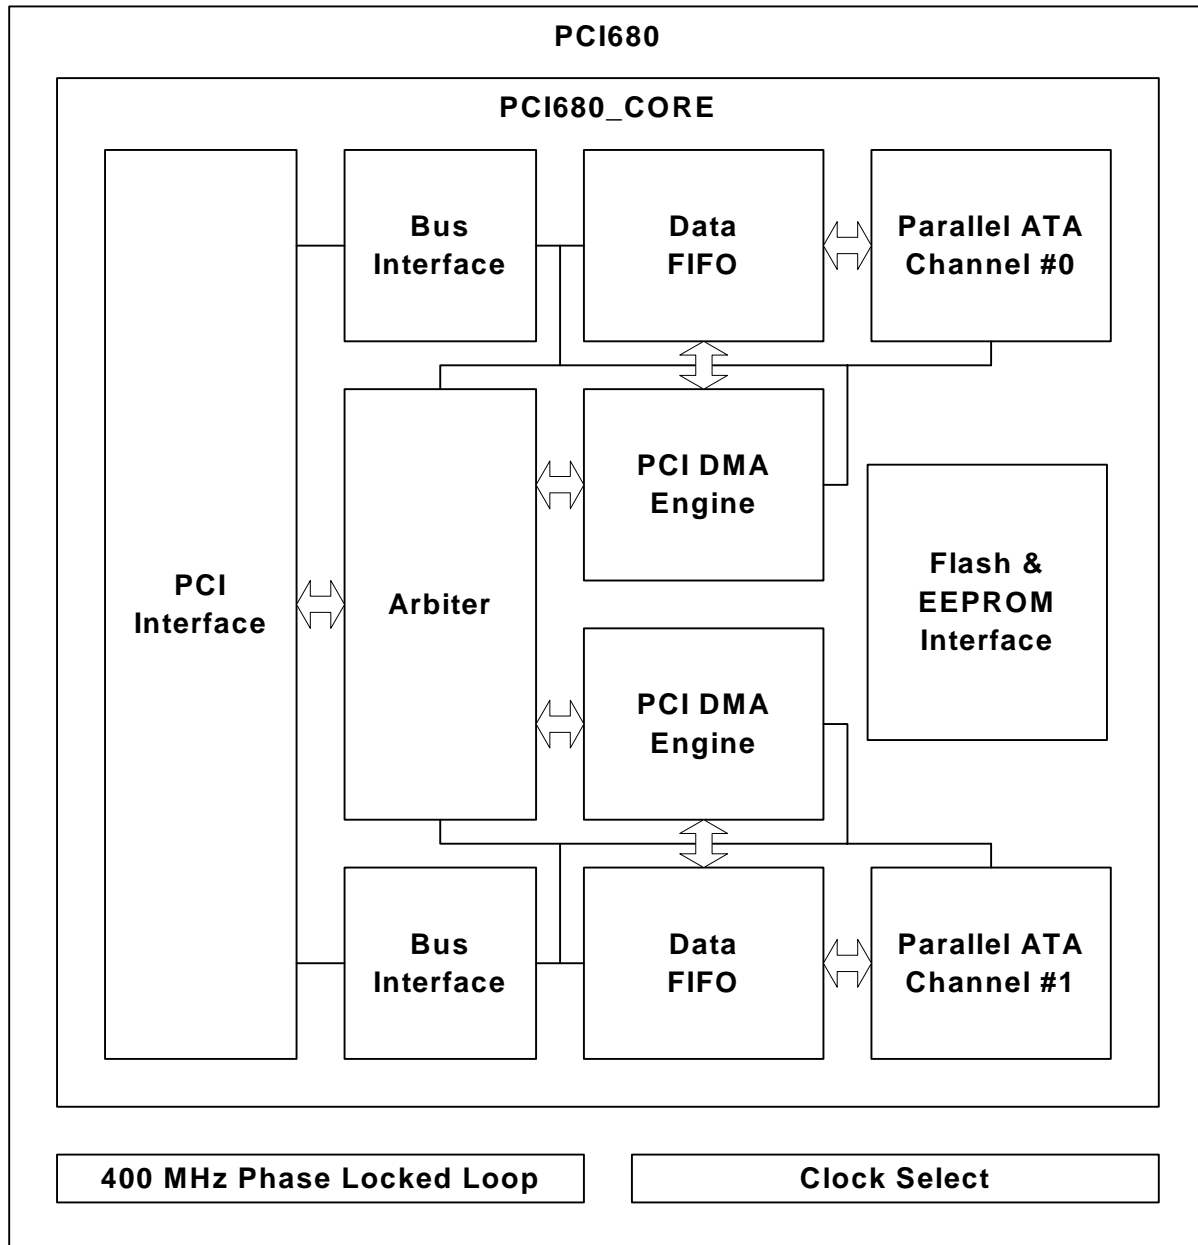 PCI680
PCI680_CORE
Bus
Interface
Data
FIFO
Parallel ATA
Channel #0
PCI
Interface
Arbiter
PCI DMA
Engine
Flash &
EEPROM
Interface
PCI DMA
Engine
Bus
Interface
Data
FIFO
Parallel ATA
Channel #1
400 MHz Phase Locked Loop
Clock Select